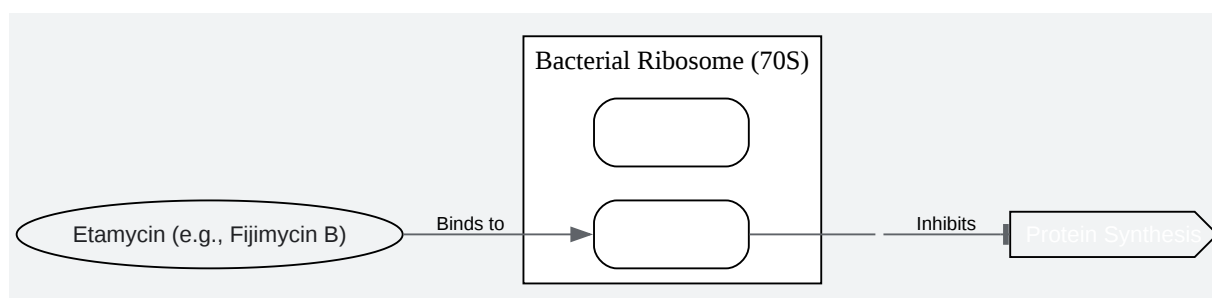 Bacterial Ribosome (70S)
Etamycin (e.g., Fijimycin B)
Binds to
Inhibits
Protein Synthesis